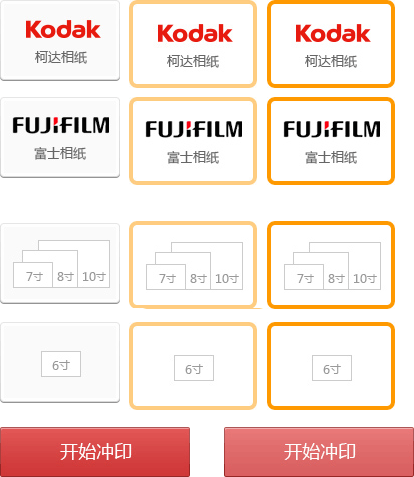 Kodak Kodak Kodak
柯达相纸 柯达相纸 柯达相纸
FUJIFILM FUJIFILM FUJIFILM
富士相纸 富士相纸 富士相纸
7寸 8寸 10寸 7寸 8寸 10寸 7寸 8寸 10寸
6寸 6寸 6寸
开始冲印 开始冲印